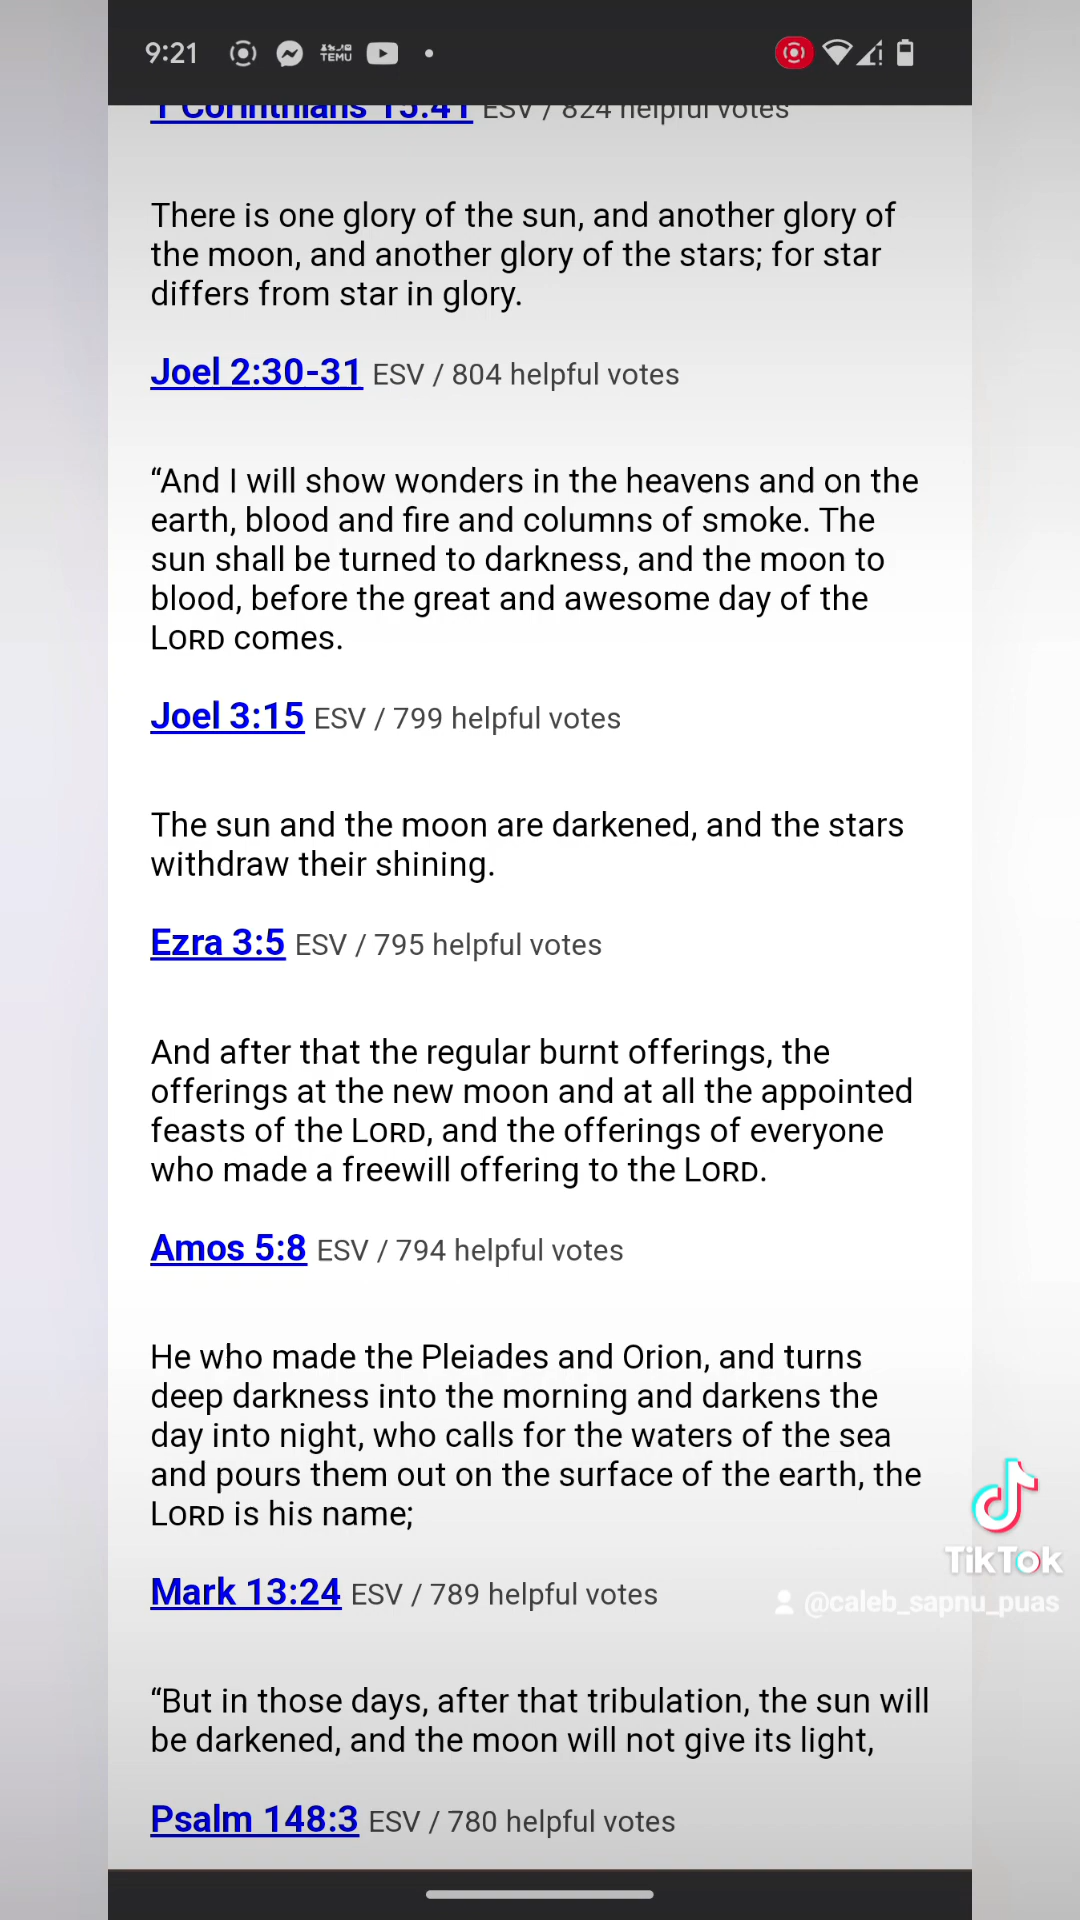 9:21
TEMU
1 Corinthians 15:41 ESV / 824 helpful votes
There is one glory of the sun, and another glory of
the moon, and another glory of the stars; for star
differs from star in glory.
Joel 2:30-31 ESV / 804 helpful votes
“And I will show wonders in the heavens and on the
earth, blood and fire and columns of smoke. The
sun shall be turned to darkness, and the moon to
blood, before the great and awesome day of the
LORD comes.
Joel 3:15 ESV / 799 helpful votes
The sun and the moon are darkened, and the stars
withdraw their shining.
Ezra 3:5 ESV / 795 helpful votes
And after that the regular burnt offerings, the
offerings at the new moon and at all the appointed
feasts of the LORD, and the offerings of everyone
who made a freewill offering to the LORD.
Amos 5:8 ESV / 794 helpful votes
He who made the Pleiades and Orion, and turns
deep darkness into the morning and darkens the
day into night, who calls for the waters of the sea
and pours them out on the surface of the earth, the
LORD is his name;
TikTok
Mark 13:24 ESV / 789 helpful votes
@caleb_sapnu_puas
“But in those days, after that tribulation, the sun will
be darkened, and the moon will not give its light,
Psalm 148:3 ESV / 780 helpful votes